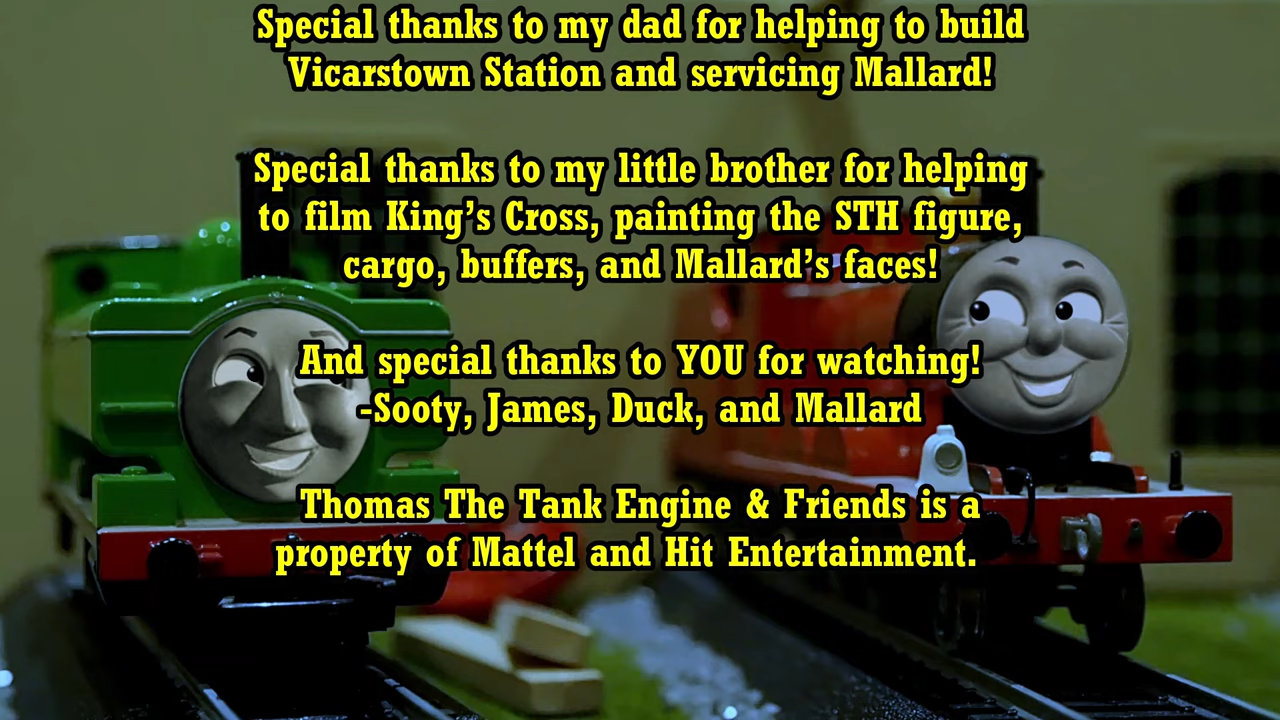 Special thanks to my dad for helping to build
Vicarstown Station and servicing Mallard!
Special thanks to my little brother for helping
to film King's Cross, painting the STH figure,
cargo, buffers, and Mallard's faces!
And special thanks to YOU for watching!
-Sooty, James, Duck, and Mallard
Thomas The Tank Engine & Friends is a
property of Mattel and Hit Entertainment.